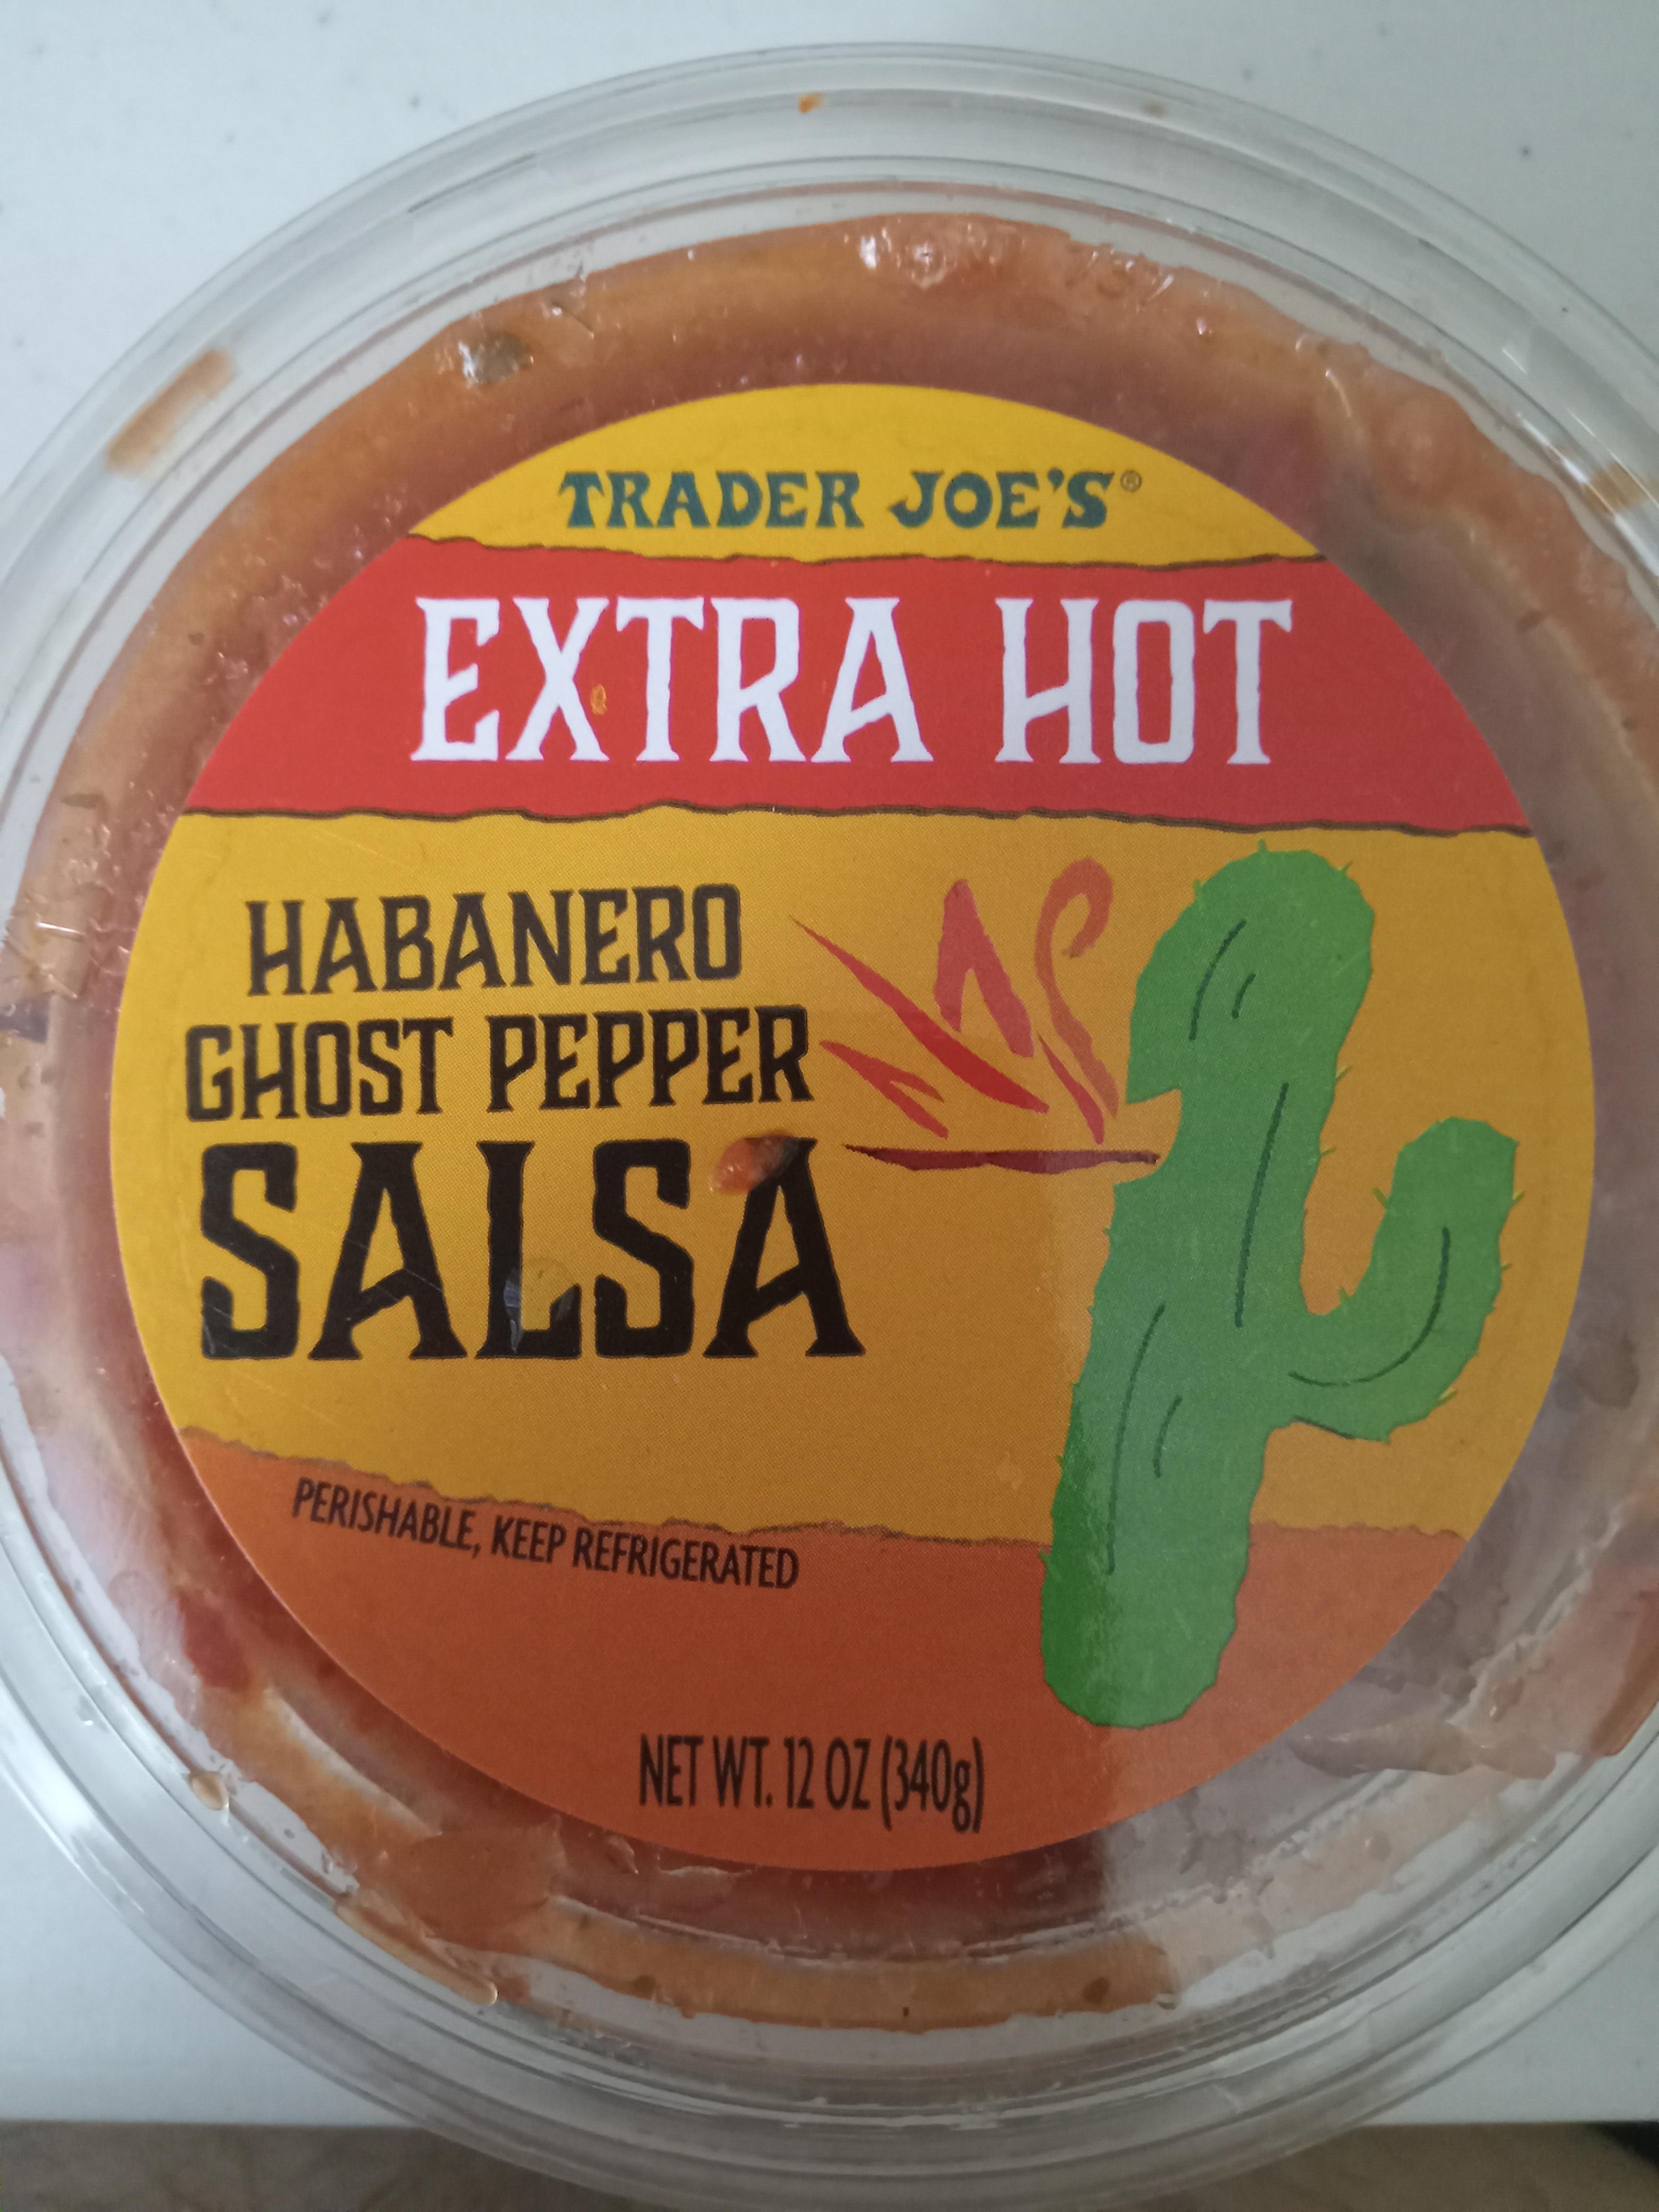 TRADER JOE'S®
EXTRA HOT
HABANERO
GHOST PEPPER
SALSA
PERISHABLE, KEEP REFRIGERATED
NET WT. 12 OZ (340g)